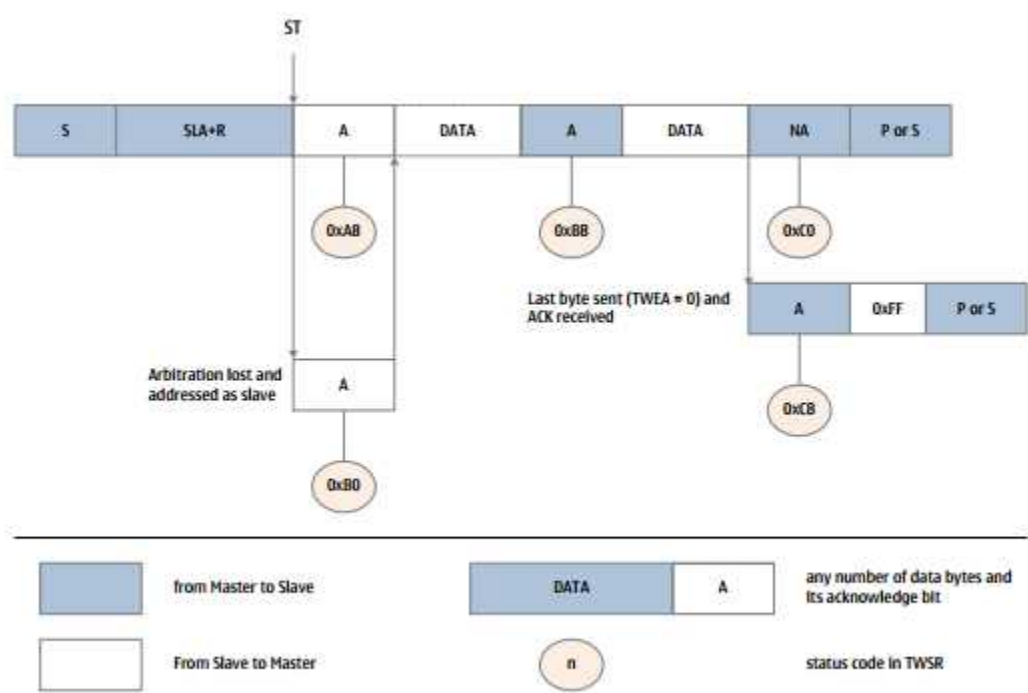 ST
S
SLA+R
A
DATA
A
DATA
NA
P or S
0xA8
0xB8
0xC0
Last byte sent (TWEA = 0) and
ACK received
A
0xFF
P or S
Arbitration lost and
addressed as slave
A
0xC8
0xB0
from Master to Slave
DATA
A
any number of data bytes and
its acknowledge bit
From Slave to Master
n
status code in TWSR